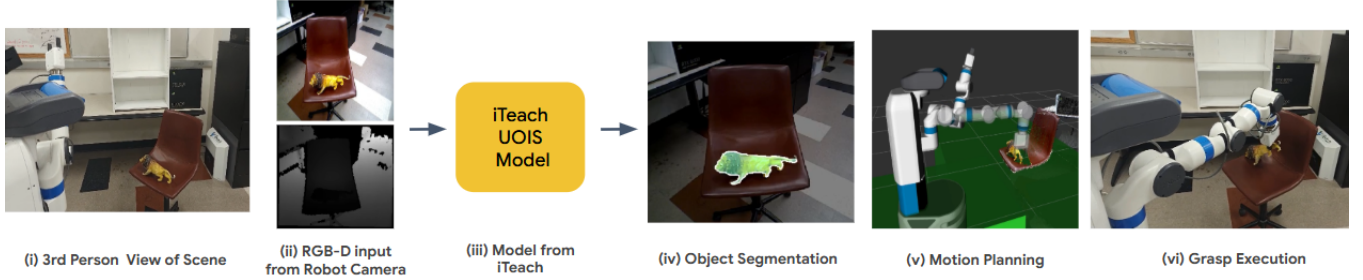 iTeach
UOIS
Model
(i) 3rd Person View of Scene
(ii) RGB-D input
from Robot Camera
(iii) Model from
iTeach
(iv) Object Segmentation
(v) Motion Planning
(vi) Grasp Execution